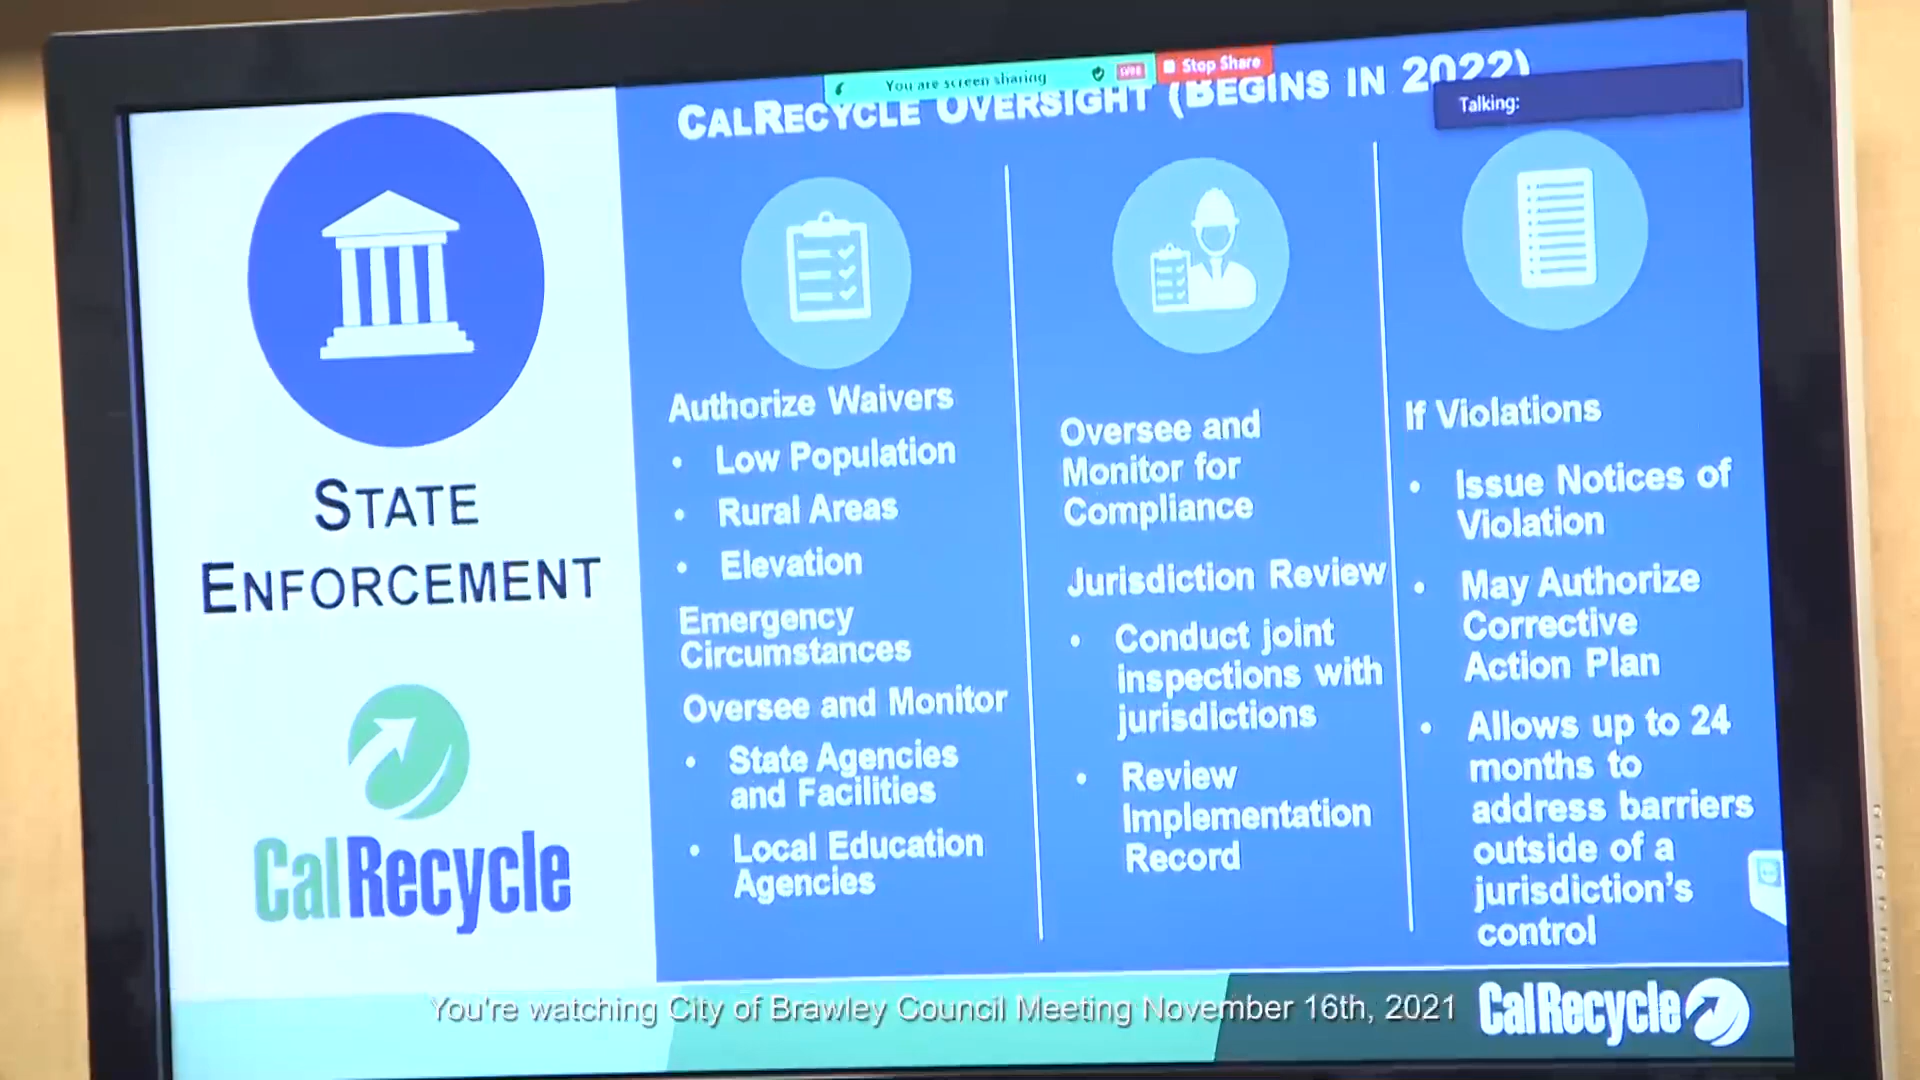 You are screen sharing
LIVE
Stop Share
CALRECYCLE OVERSIGHT (BEGINS IN 2022)
Talking:
STATE
ENFORCEMENT
CalRecycle
Authorize Waivers
• Low Population
• Rural Areas
• Elevation
Emergency
Circumstances
Oversee and Monitor
• State Agencies
and Facilities
• Local Education
Agencies
Oversee and
Monitor for
Compliance
Jurisdiction Review
• Conduct joint
inspections with
jurisdictions
• Review
Implementation
Record
If Violations
• Issue Notices of
Violation
• May Authorize
Corrective
Action Plan
• Allows up to 24
months to
address barriers
outside of a
jurisdiction's
control
You're watching City of Brawley Council Meeting November 16th, 2021
CalRecycle